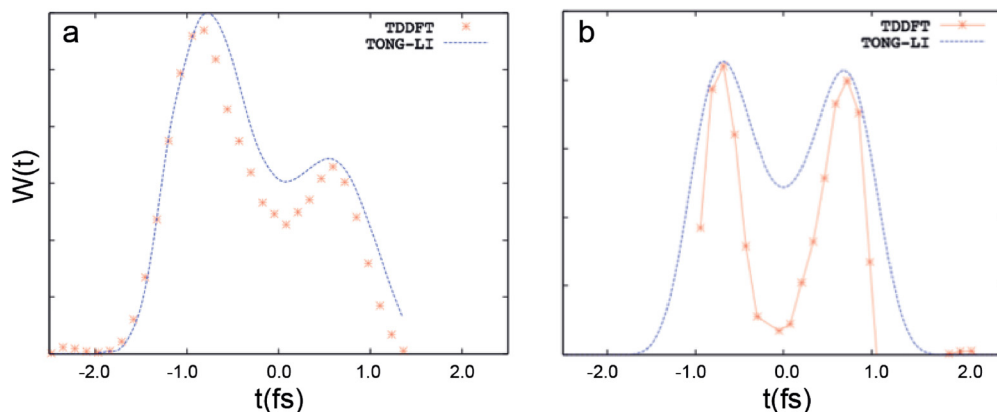 a
TDDFT
TONG-LI
W(t)
-2.0 -1.0 0.0 1.0 2.0
t(fs)
b
TDDFT
TONG-LI
-2.0 -1.0 0.0 1.0 2.0
t(fs)